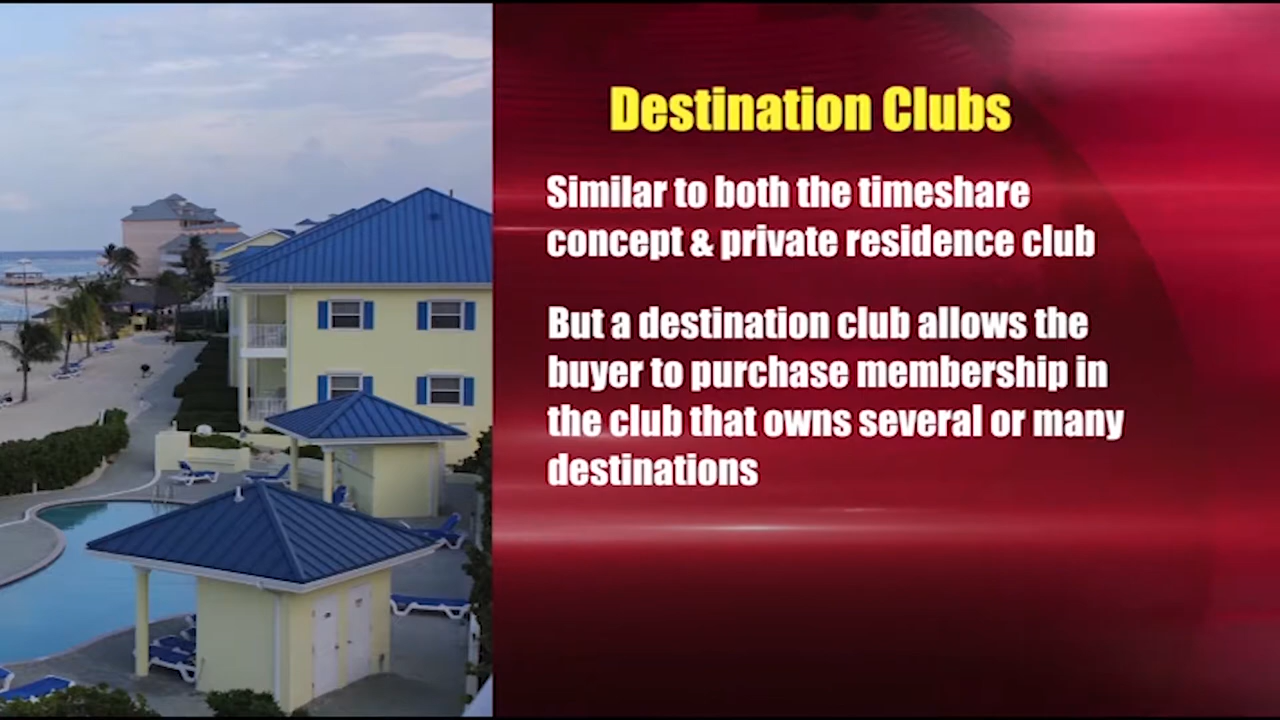 Destination Clubs
Similar to both the timeshare
concept & private residence club
But a destination club allows the
buyer to purchase membership in
the club that owns several or many
destinations